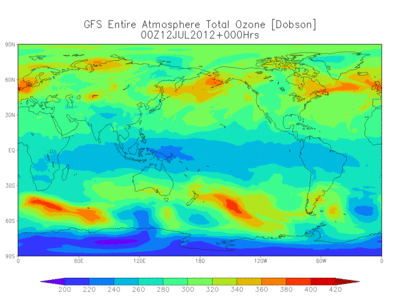 GFS Entire Atmosphere Total Ozone [Dobson]
00Z12JUL2012+000Hrs
90N
60N
30N
EQ
30S
60S
90S
0 60E 120E 180 120W 60W 0
200 220 240 260 280 300 320 340 360 380 400 420